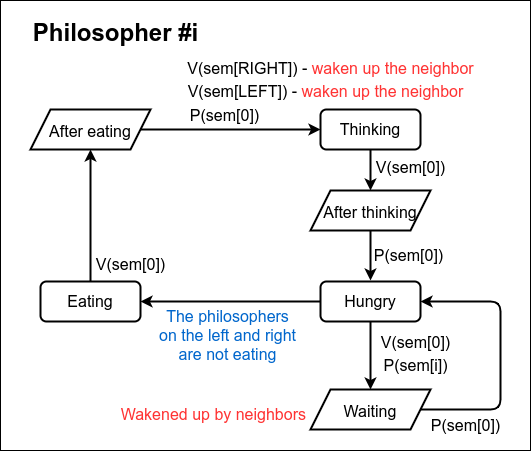 Philosopher #i
V(sem[RIGHT]) - waken up the neighbor
V(sem[LEFT]) - waken up the neighbor
P(sem[0])
After eating
Thinking
V(sem[0])
After thinking
P(sem[0])
V(sem[0])
Eating
Hungry
The philosophers
on the left and right
are not eating
V(sem[0])
P(sem[i])
Wakened up by neighbors
Waiting
P(sem[0])